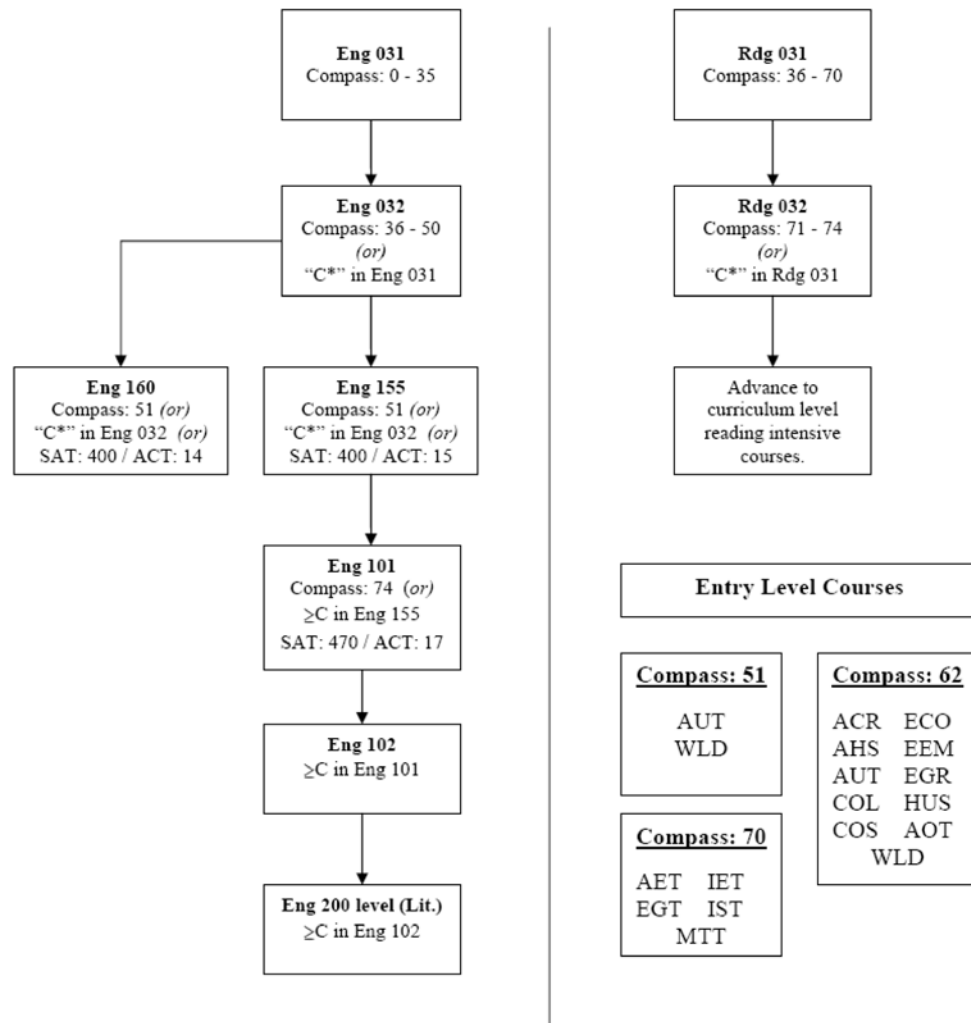 Eng 031
Compass: 0 - 35
Eng 032
Compass: 36 - 50
(or)
“C*” in Eng 031
Eng 160
Compass: 51 (or)
“C*” in Eng 032 (or)
SAT: 400 / ACT: 14
Eng 155
Compass: 51 (or)
“C*” in Eng 032 (or)
SAT: 400 / ACT: 15
Eng 101
Compass: 74 (or)
≥C in Eng 155
SAT: 470 / ACT: 17
Eng 102
≥C in Eng 101
Eng 200 level (Lit.)
≥C in Eng 102
Rdg 031
Compass: 36 - 70
Rdg 032
Compass: 71 - 74
(or)
“C*” in Rdg 031
Advance to
curriculum level
reading intensive
courses.
Entry Level Courses
Compass: 51
AUT
WLD
Compass: 70
AET IET
EGT IST
MTT
Compass: 62
ACR ECO
AHS EEM
AUT EGR
COL HUS
COS AOT
WLD